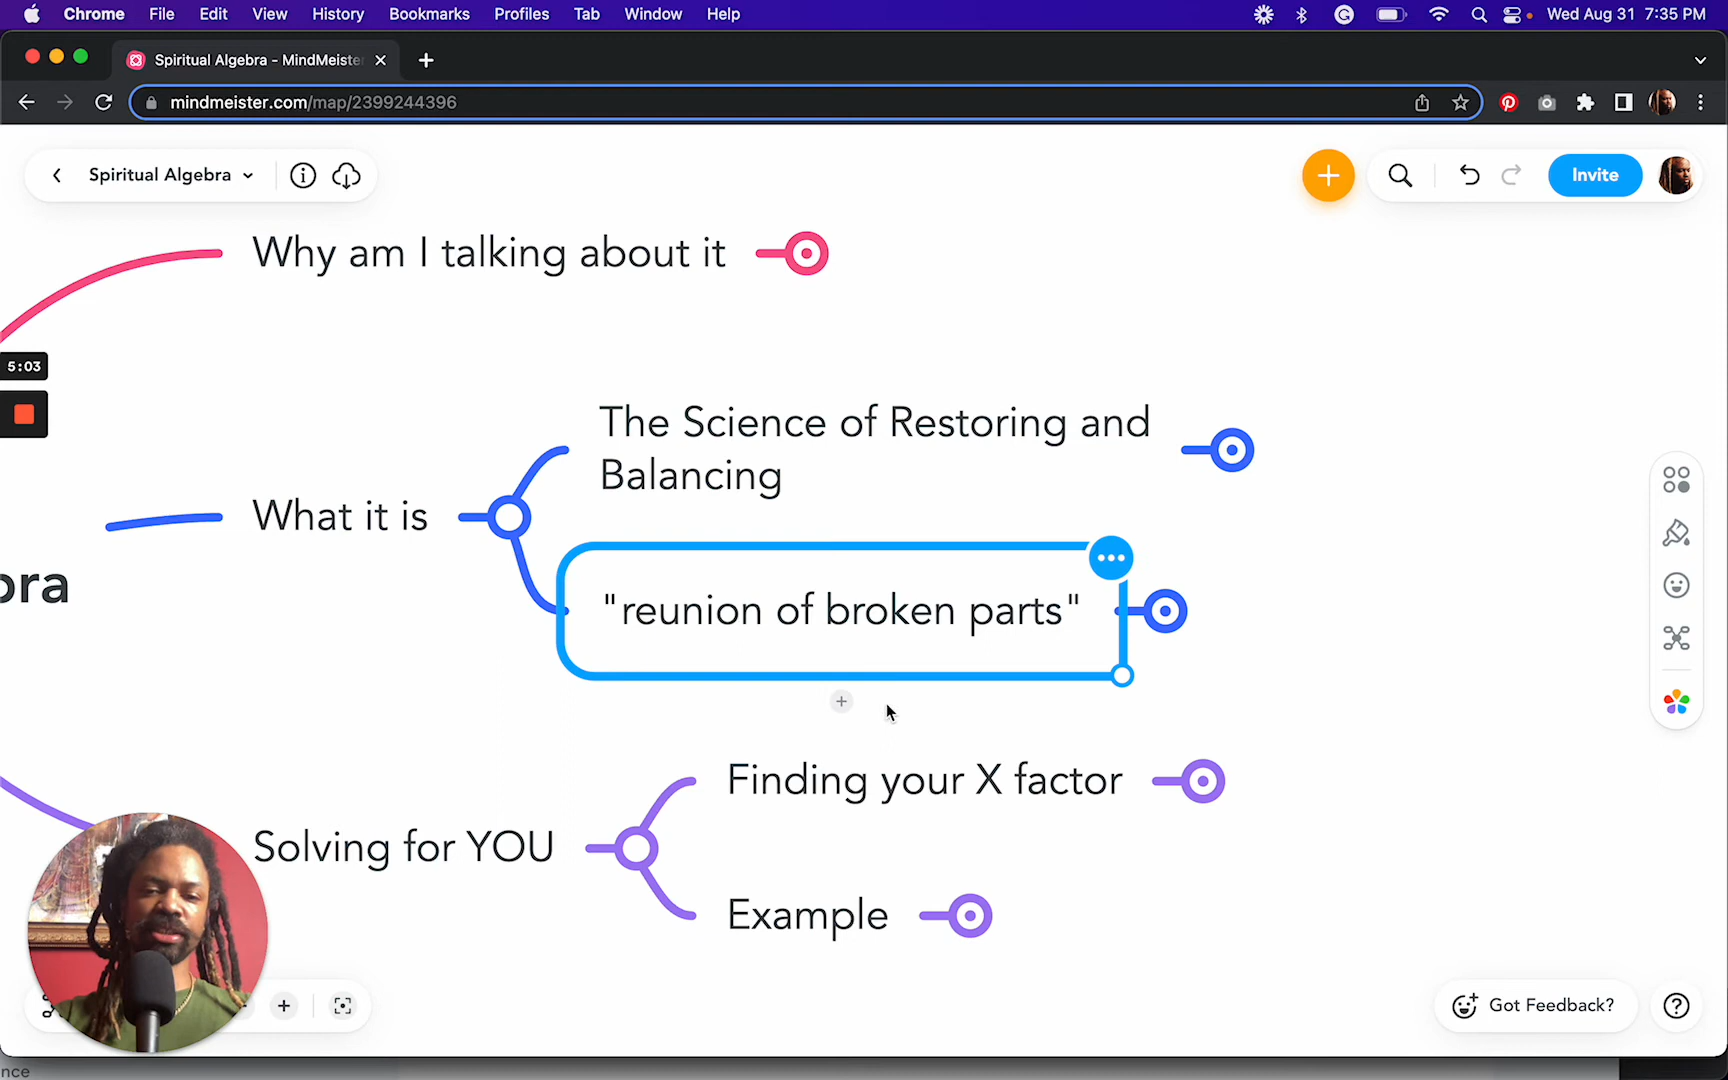 Chrome File Edit View History Bookmarks Profiles Tab Window Help Wed Aug 31 7:35 PM
Spiritual Algebra - MindMeiste
mindmeister.com/map/2399244396
Spiritual Algebra
Invite
Why am I talking about it
5:03
The Science of Restoring and
Balancing
What it is
bra
"reunion of broken parts"
Finding your X factor
Solving for YOU
Example
Got Feedback?
nce